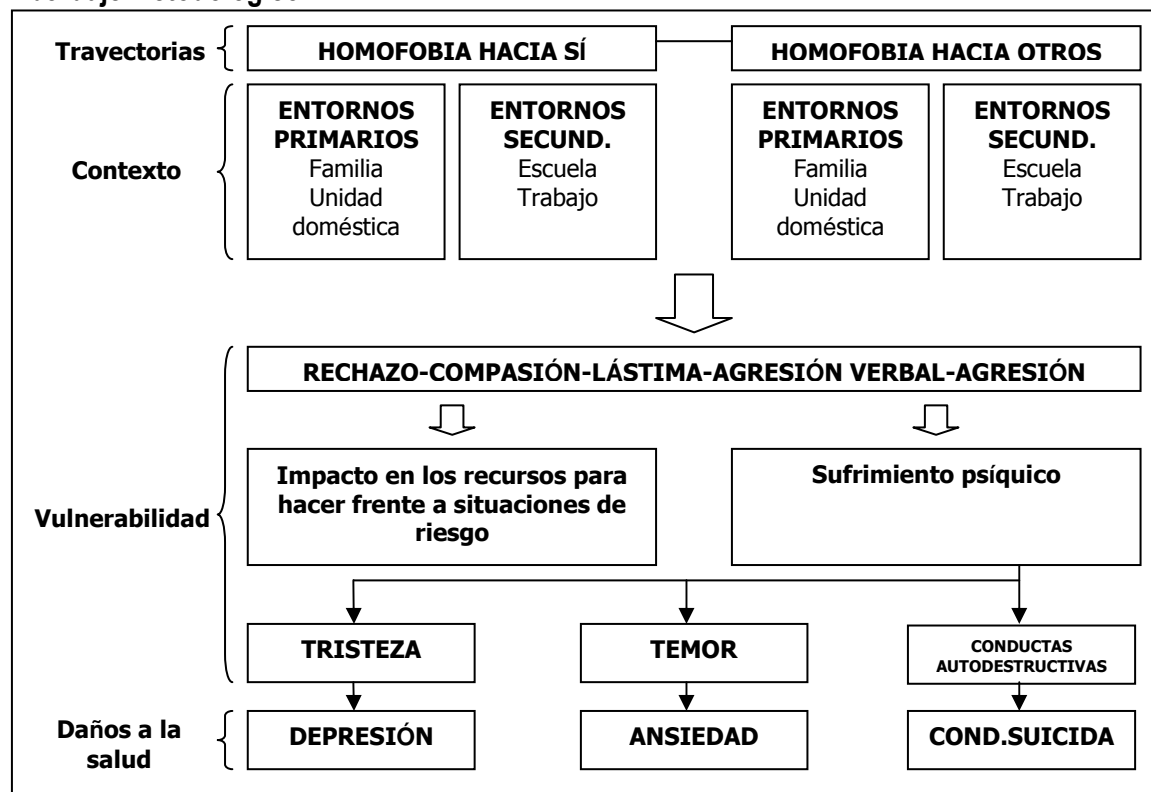 Trayectorias
HOMOFOBIA HACIA SÍ
HOMOFOBIA HACIA OTROS
Contexto
ENTORNOS
PRIMARIOS
Familia
Unidad
doméstica
ENTORNOS
SECUND.
Escuela
Trabajo
ENTORNOS
PRIMARIOS
Familia
Unidad
doméstica
ENTORNOS
SECUND.
Escuela
Trabajo
RECHAZO-COMPASIÓN-LÁSTIMA-AGRESIÓN VERBAL-AGRESIÓN
Vulnerabilidad
Impacto en los recursos para
hacer frente a situaciones de
riesgo
Sufrimiento psíquico
TRISTEZA
TEMOR
CONDUCTAS
AUTODESTRUCTIVAS
Daños a la
salud
DEPRESIÓN
ANSIEDAD
COND.SUICIDA